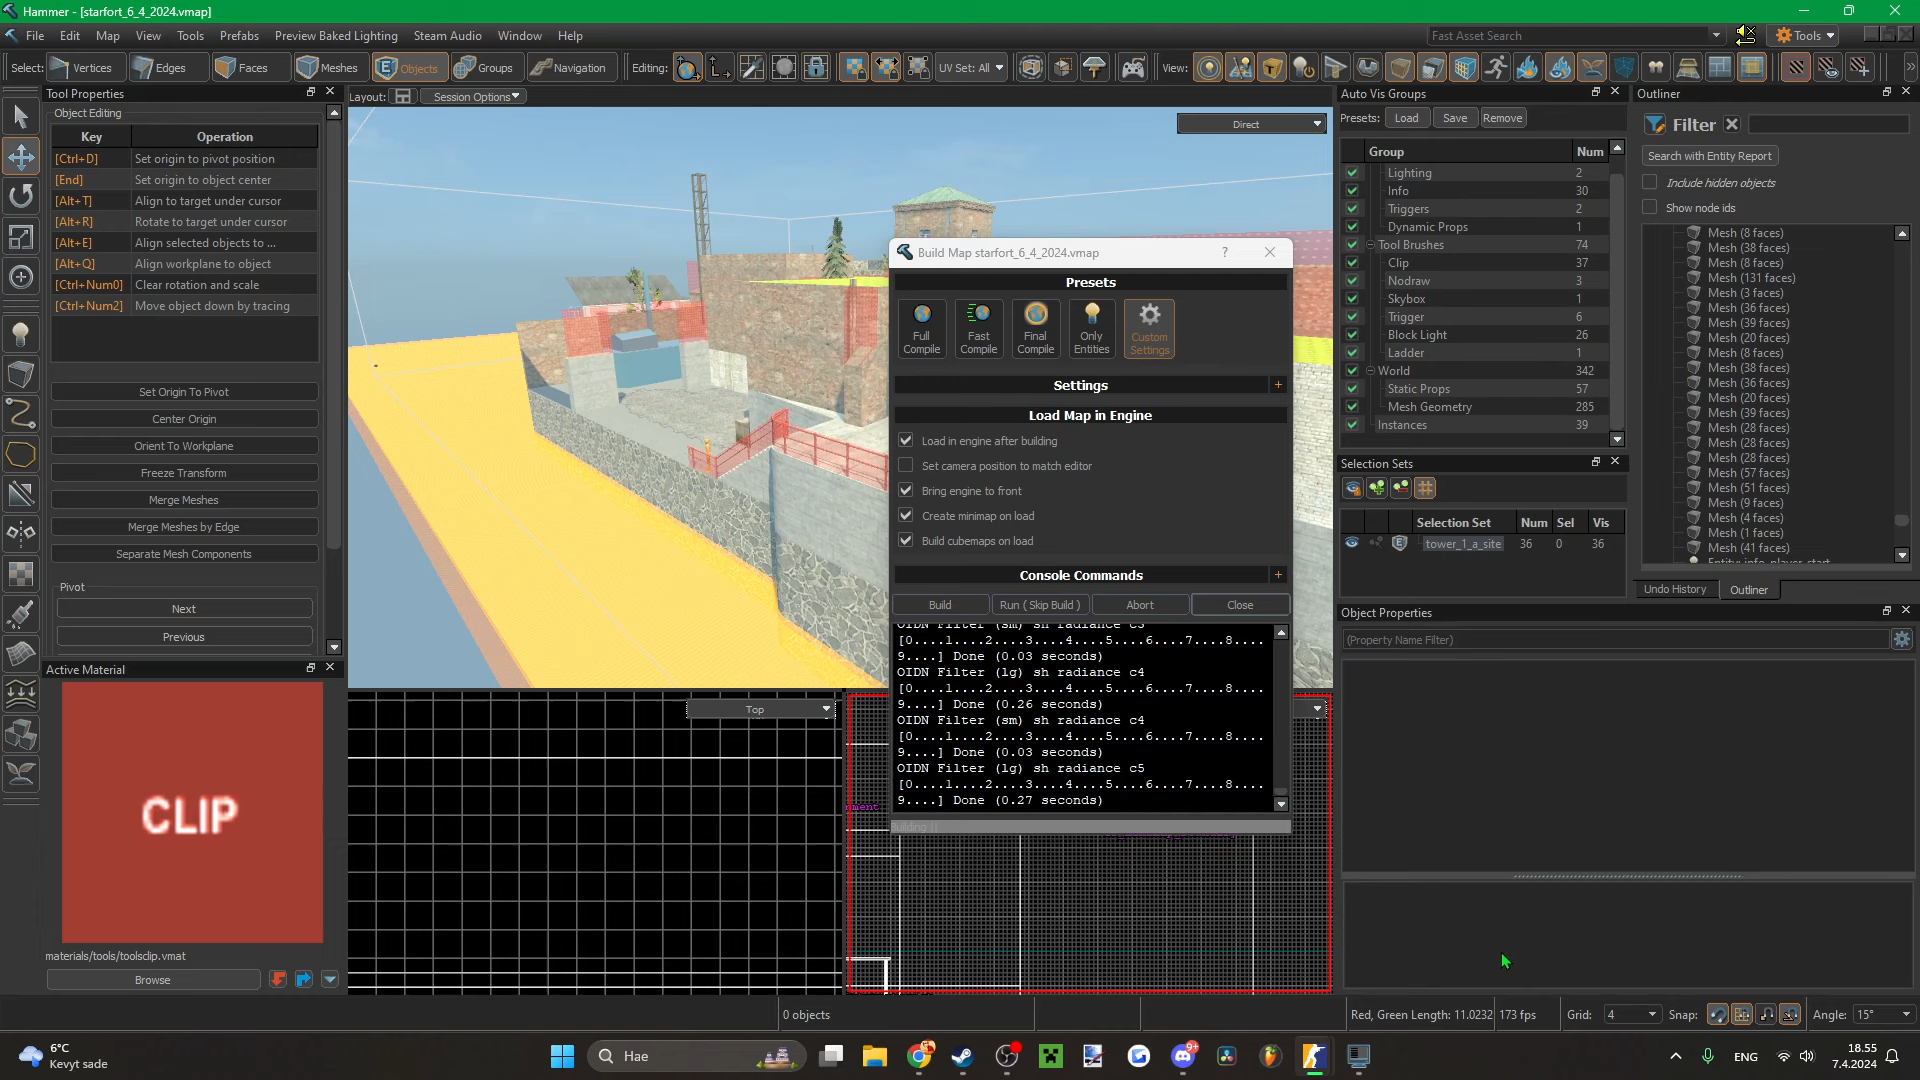 Hammer - [starfort_6_4_2024.vmap]
File Edit Map View Tools Prefabs Preview Baked Lighting Steam Audio Window Help
Fast Asset Search
Tools
Select: Vertices Edges Faces Meshes Objects Groups Navigation Editing: UV Set: All View:
Tool Properties
Object Editing
Key Operation
[Ctrl+D] Set origin to pivot position
[End] Set origin to object center
[Alt+T] Align to target under cursor
[Alt+R] Rotate to target under cursor
[Alt+E] Align selected objects to ...
[Alt+Q] Align workplane to object
[Ctrl+Num0] Clear rotation and scale
[Ctrl+Num2] Move object down by tracing
Set Origin To Pivot
Center Origin
Orient To Workplane
Freeze Transform
Merge Meshes
Merge Meshes by Edge
Separate Mesh Components
Pivot
Next
Previous
Active Material
CLIP
materials/tools/toolsclip.vmat
Browse
Layout: Session Options
Direct
Top
Build Map starfort_6_4_2024.vmap
?
Presets
Full Compile
Fast Compile
Final Compile
Only Entities
Custom Settings
Settings +
Load Map in Engine
Load in engine after building
Set camera position to match editor
Bring engine to front
Create minimap on load
Build cubemaps on load
Console Commands +
Build Run ( Skip Build ) Abort Close
OIDN Filter (sm) sh radiance c3
[0....1....2....3....4....5....6....7....8....
9....] Done (0.03 seconds)
OIDN Filter (lg) sh radiance c4
[0....1....2....3....4....5....6....7....8....
9....] Done (0.26 seconds)
OIDN Filter (sm) sh radiance c4
[0....1....2....3....4....5....6....7....8....
9....] Done (0.03 seconds)
OIDN Filter (lg) sh radiance c5
[0....1....2....3....4....5....6....7....8....
9....] Done (0.27 seconds)
Building ||
Auto Vis Groups
Presets: Load Save Remove
Group Num
Lighting 2
Info 30
Triggers 2
Dynamic Props 1
Tool Brushes 74
Clip 37
Nodraw 3
Skybox 1
Trigger 6
Block Light 26
Ladder 1
World 342
Static Props 57
Mesh Geometry 285
Instances 39
Selection Sets
Selection Set Num Sel Vis
tower_1_a_site 36 0 36
Outliner
Filter
Search with Entity Report
Include hidden objects
Show node ids
Mesh (8 faces)
Mesh (38 faces)
Mesh (8 faces)
Mesh (131 faces)
Mesh (3 faces)
Mesh (36 faces)
Mesh (39 faces)
Mesh (20 faces)
Mesh (8 faces)
Mesh (38 faces)
Mesh (36 faces)
Mesh (20 faces)
Mesh (39 faces)
Mesh (28 faces)
Mesh (28 faces)
Mesh (28 faces)
Mesh (57 faces)
Mesh (51 faces)
Mesh (9 faces)
Mesh (4 faces)
Mesh (1 faces)
Mesh (41 faces)
Entity: info_player_start
Undo History Outliner
Object Properties
(Property Name Filter)
0 objects
Red, Green Length: 11.0232 173 fps Grid: 4 Snap: Angle: 15°
6°C
Kevyt sade
Hae
9+
ENG
18.55
7.4.2024